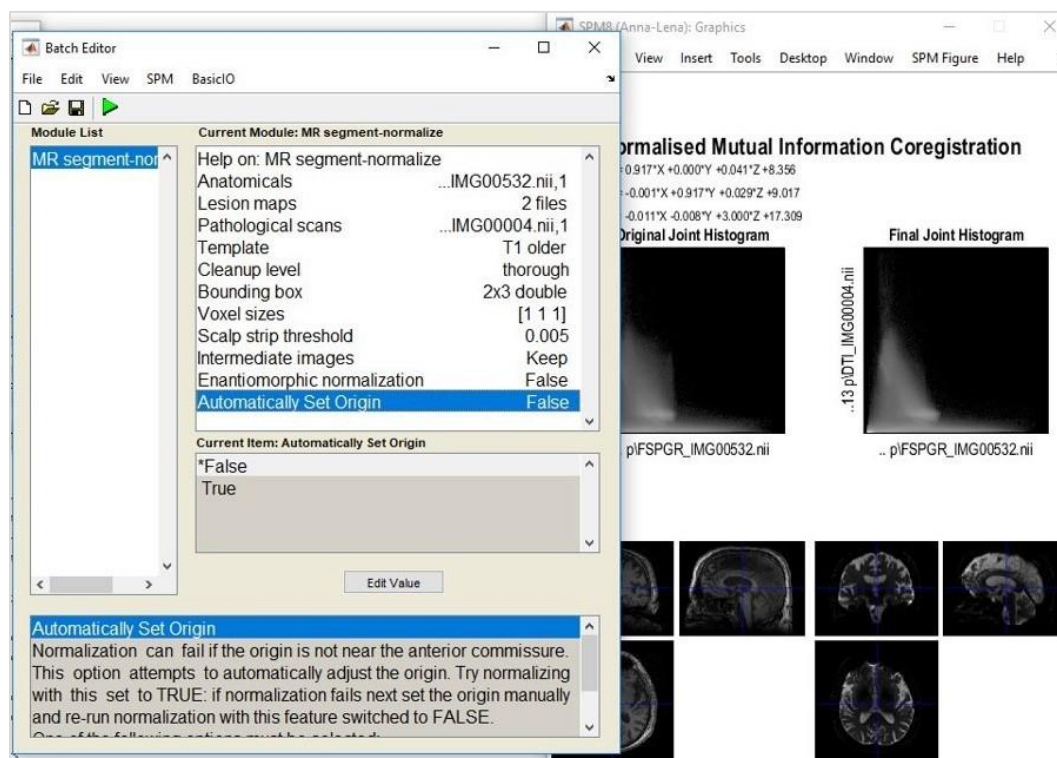 Batch Editor
File Edit View SPM BasicIO
Module List
MR segment-nor
Current Module: MR segment-normalize
Help on: MR segment-normalize
Anatomicals ...IMG00532.nii,1
Lesion maps 2 files
Pathological scans ...IMG00004.nii,1
Template T1 older
Cleanup level thorough
Bounding box 2x3 double
Voxel sizes [1 1 1]
Scalp strip threshold 0.005
Intermediate images Keep
Enantiomorphic normalization False
Automatically Set Origin False
Current Item: Automatically Set Origin
*False
True
Edit Value
Automatically Set Origin
Normalization can fail if the origin is not near the anterior commissure.
This option attempts to automatically adjust the origin. Try normalizing
with this set to TRUE: if normalization fails next set the origin manually
and re-run normalization with this feature switched to FALSE.
One of the following options must be selected:
SPM8 (Anna-Lena): Graphics
View Insert Tools Desktop Window SPM Figure Help
ormalised Mutual Information Coregistration
= 0.917*X +0.000*Y +0.041*Z +8.356
-0.001*X +0.917*Y +0.029*Z +9.017
-0.011*X -0.008*Y +3.000*Z +17.309
Original Joint Histogram
Final Joint Histogram
..13 p\DTI_IMG00004.nii
. p\FSPGR_IMG00532.nii
.. p\FSPGR_IMG00532.nii